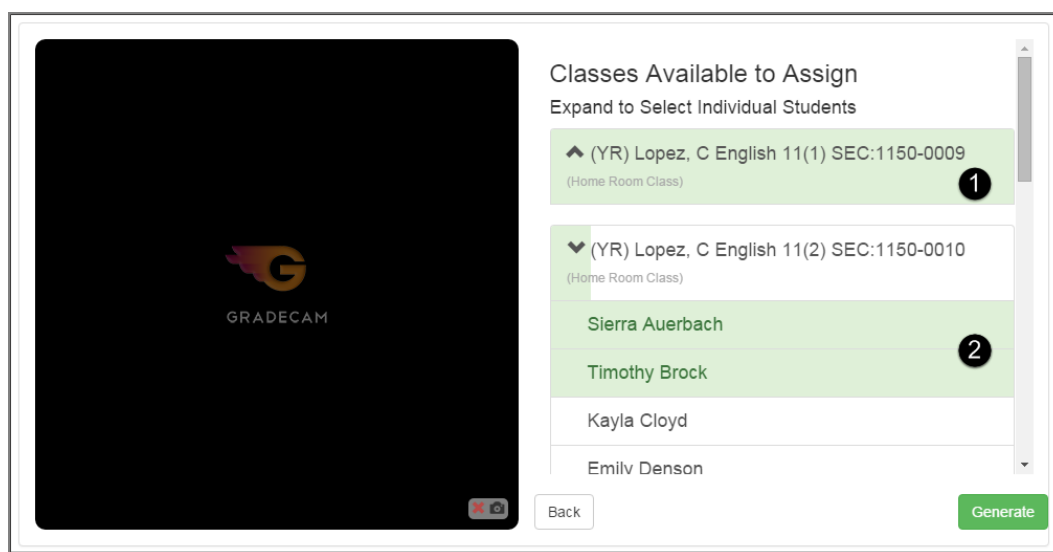 GRADECAM
Classes Available to Assign
Expand to Select Individual Students
(YR) Lopez, C English 11(1) SEC:1150-0009
(Home Room Class)
1
(YR) Lopez, C English 11(2) SEC:1150-0010
(Home Room Class)
Sierra Auerbach
2
Timothy Brock
Kayla Cloyd
Emily Denson
Back
Generate